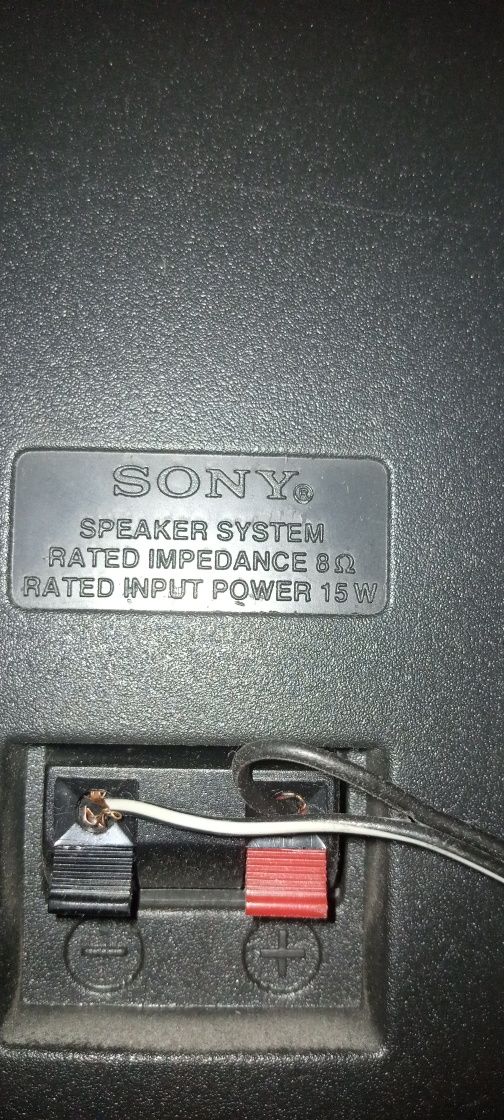 SONY®
SPEAKER SYSTEM
RATED IMPEDANCE 8Ω
RATED INPUT POWER 15 W
− +